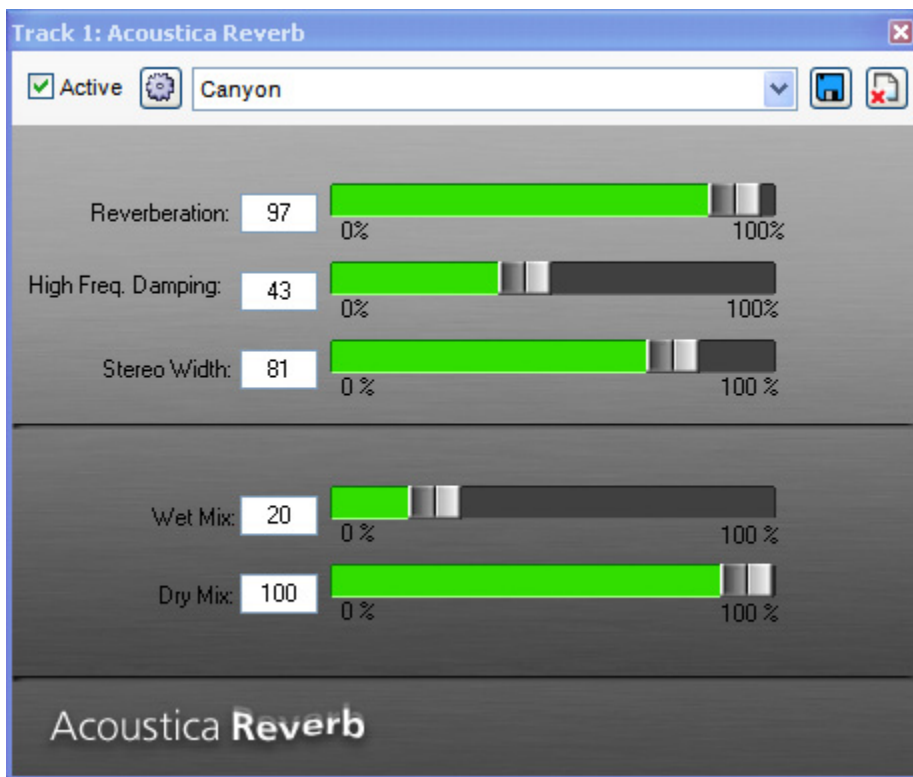 Track 1: Acoustica Reverb
Active Canyon
Reverberation: 97
0% 100%
High Freq. Damping: 43
0% 100%
Stereo Width: 81
0 % 100 %
Wet Mix: 20
0 % 100 %
Dry Mix: 100
0 % 100 %
Acoustica Reverb